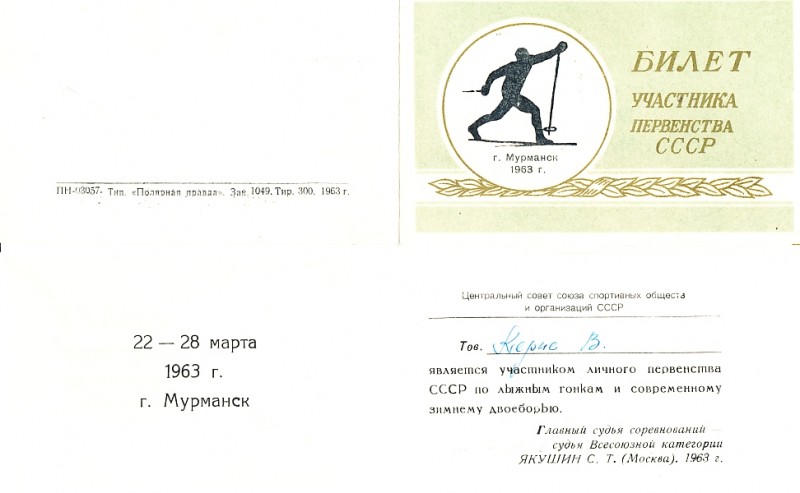 ПН-03057. Тип. «Полярная правда». Зак. 1049. Тир. 300. 1963 г.
БИЛЕТ
УЧАСТНИКА
ПЕРВЕНСТВА
СССР
г. Мурманск
1963 г.
22 — 28 марта
1963 г.
г. Мурманск
Центральный совет союза спортивных обществ
и организаций СССР
Тов. В.
является участником личного первенства
СССР по лыжным гонкам и современному
зимнему двоеборью.
Главный судья соревнований —
судья Всесоюзной категории
ЯКУШИН С. Т. (Москва). 1963 г.